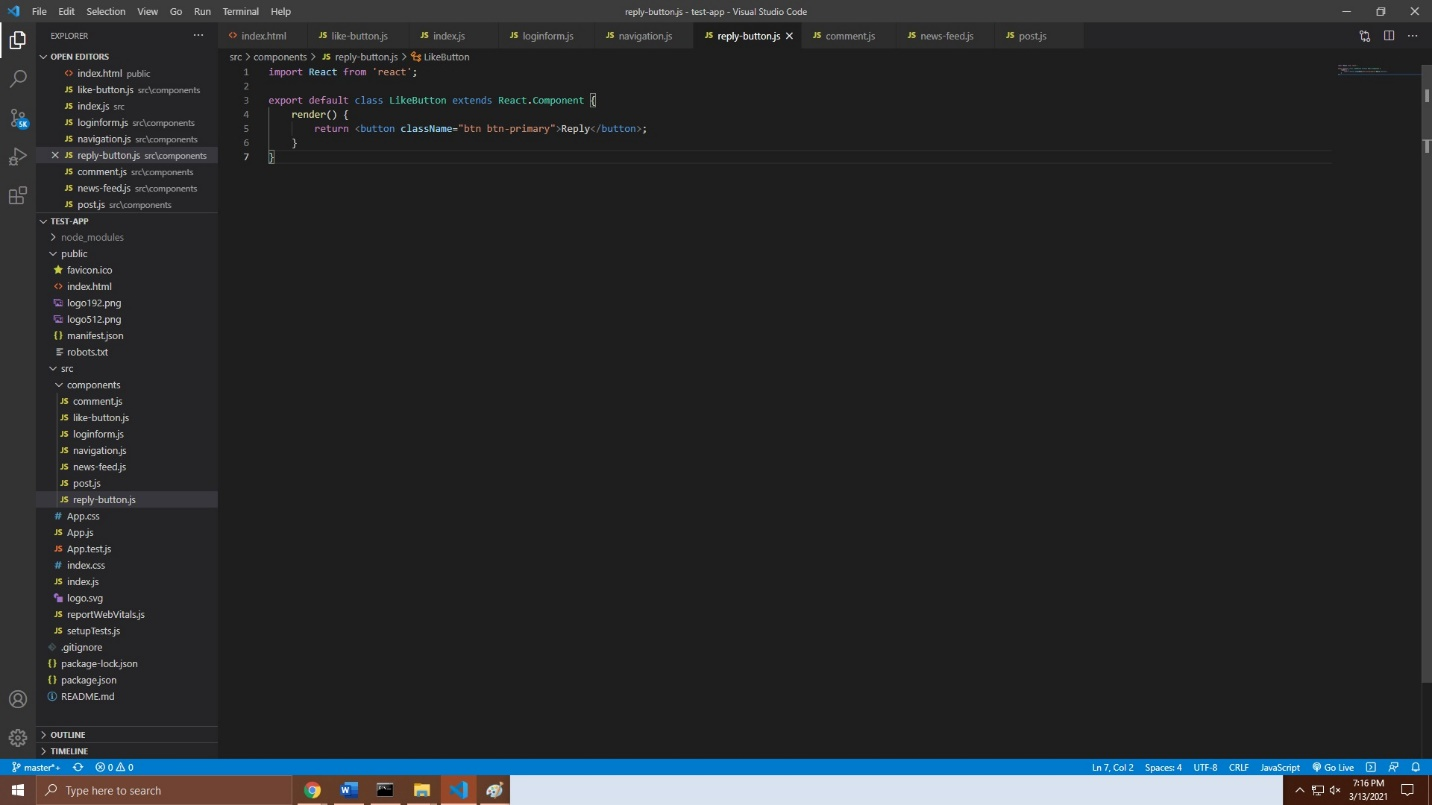 File Edit Selection View Go Run Terminal Help
reply-button.js - test-app - Visual Studio Code
EXPLORER
OPEN EDITORS
index.html public
like-button.js src\components
index.js src
loginform.js src\components
navigation.js src\components
reply-button.js src\components
comment.js src\components
news-feed.js src\components
post.js src\components
TEST-APP
node_modules
public
favicon.ico
index.html
logo192.png
logo512.png
manifest.json
robots.txt
src
components
comment.js
like-button.js
loginform.js
navigation.js
news-feed.js
post.js
reply-button.js
App.css
App.js
App.test.js
index.css
index.js
logo.svg
reportWebVitals.js
setupTests.js
.gitignore
package-lock.json
package.json
README.md
OUTLINE
TIMELINE
index.html like-button.js index.js loginform.js navigation.js reply-button.js comment.js news-feed.js post.js
src > components > reply-button.js > LikeButton
1 import React from 'react';
2
3 export default class LikeButton extends React.Component {
4 render() {
5 return <button className="btn btn-primary">Reply</button>;
6 }
7 }
master*+ 0 0
Ln 7, Col 2 Spaces: 4 UTF-8 CRLF JavaScript Go Live
Type here to search
7:16 PM
3/13/2021